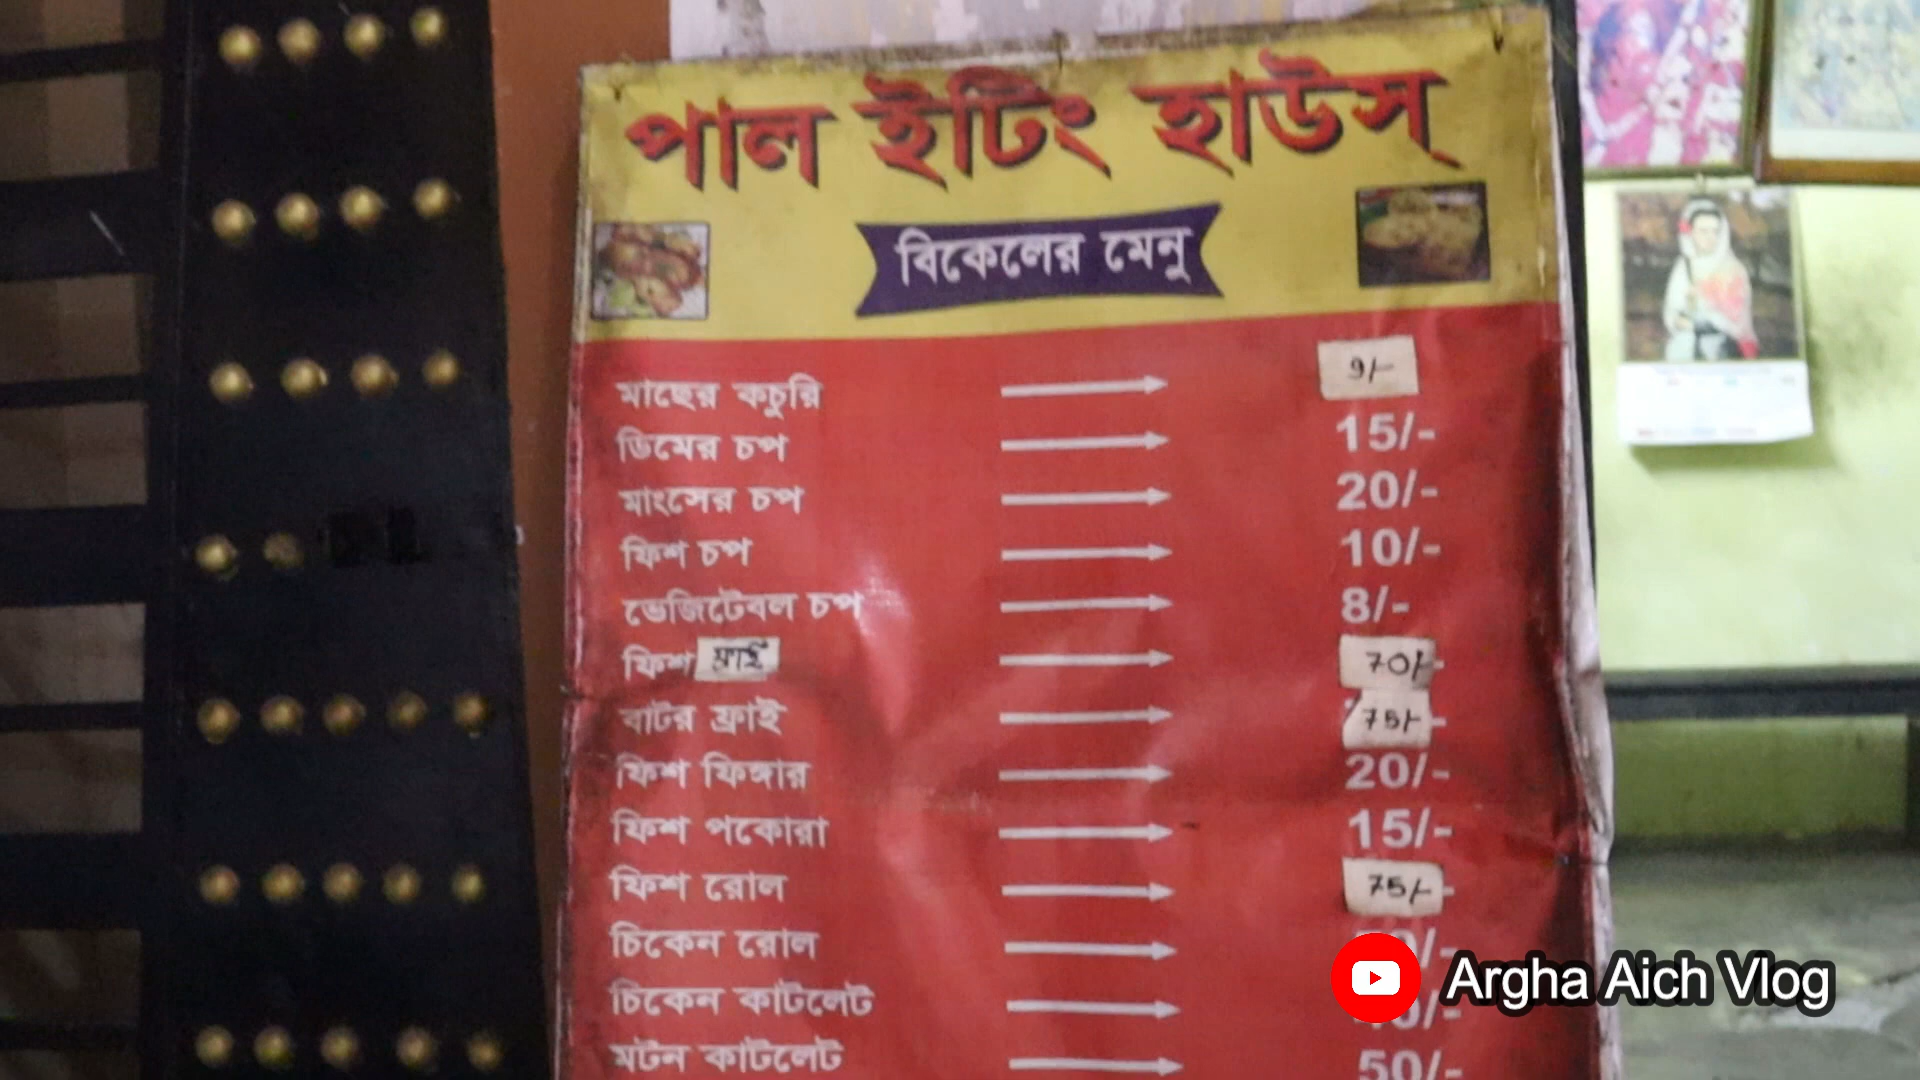 পাল ইটিং হাউস্
বিকেলের মেনু
মাছের কচুরি 9/-
ডিমের চপ 15/-
মাংসের চপ 20/-
ফিশ চপ 10/-
ভেজিটেবল চপ 8/-
ফিশ ফ্রাই 70/-
বাটর ফ্রাই 75/-
ফিশ ফিঙ্গার 20/-
ফিশ পকোরা 15/-
ফিশ রোল 75/-
চিকেন রোল
চিকেন কাটলেট
মটন কাটলেট 50/-
Argha Aich Vlog